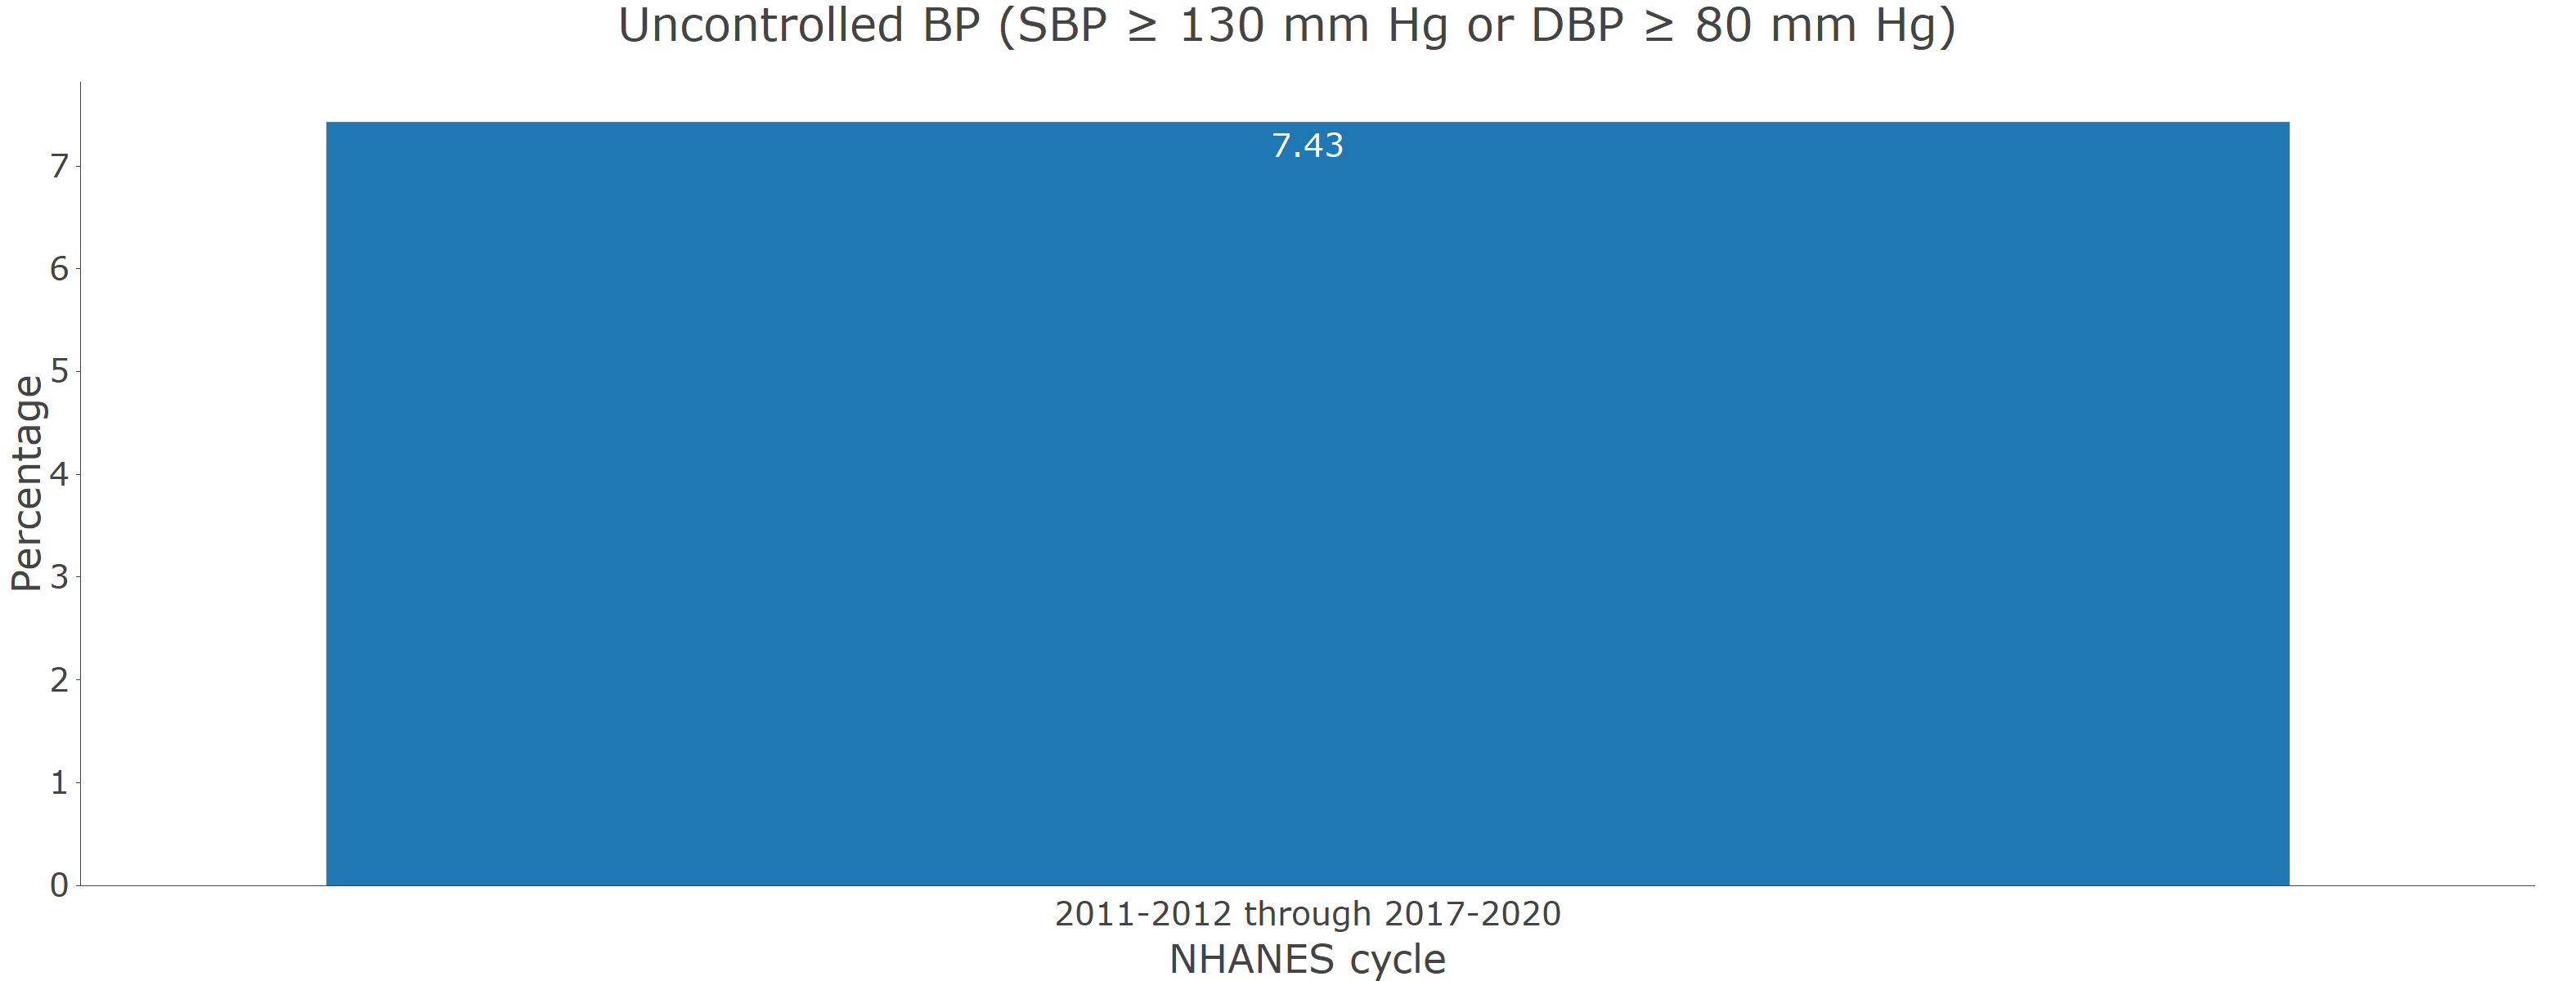 Uncontrolled BP (SBP ≥ 130 mm Hg or DBP ≥ 80 mm Hg)
7.43
7
6
5
4
3
2
1
0
Percentage
2011-2012 through 2017-2020
NHANES cycle